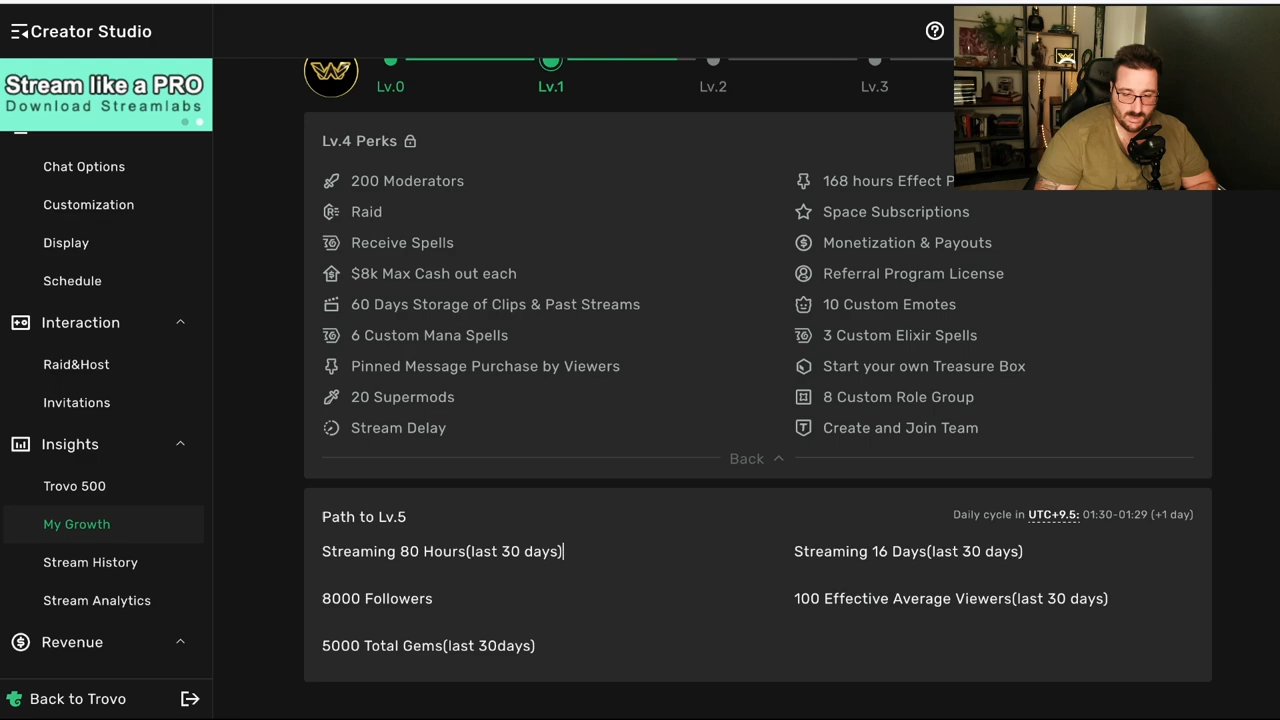 Creator Studio
Stream like a PRO
Download Streamlabs
Chat Options
Customization
Display
Schedule
Interaction
Raid&Host
Invitations
Insights
Trovo 500
My Growth
Stream History
Stream Analytics
Revenue
Back to Trovo
Lv.0
Lv.1
Lv.2
Lv.3
Lv.4 Perks
200 Moderators
168 hours Effect P
Raid
Space Subscriptions
Receive Spells
Monetization & Payouts
$8k Max Cash out each
Referral Program License
60 Days Storage of Clips & Past Streams
10 Custom Emotes
6 Custom Mana Spells
3 Custom Elixir Spells
Pinned Message Purchase by Viewers
Start your own Treasure Box
20 Supermods
8 Custom Role Group
Stream Delay
Create and Join Team
Back
Path to Lv.5
Daily cycle in UTC+9.5: 01:30-01:29 (+1 day)
Streaming 80 Hours(last 30 days)
Streaming 16 Days(last 30 days)
8000 Followers
100 Effective Average Viewers(last 30 days)
5000 Total Gems(last 30days)